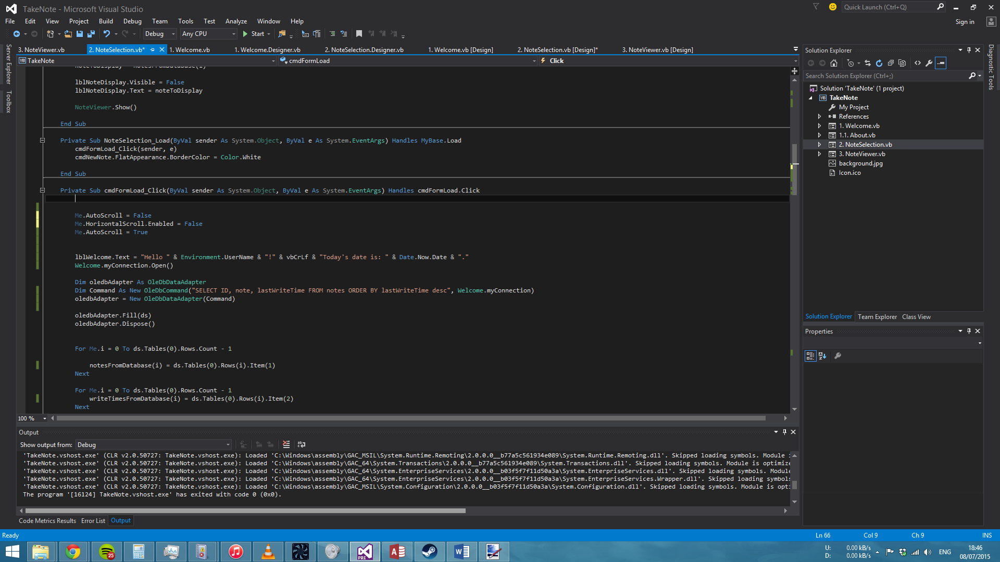 TakeNote - Microsoft Visual Studio
Quick Launch (Ctrl+Q)
File Edit View Project Build Debug Team Tools Test Analyze Window Help
Sign in
Debug Any CPU Start
Server Explorer
Toolbox
3. NoteViewer.vb 2. NoteSelection.vb* 1. Welcome.vb 1. Welcome.Designer.vb 2. NoteSelection.Designer.vb 1. Welcome.vb [Design] 2. NoteSelection.vb [Design]* 3. NoteViewer.vb [Design]
TakeNote cmdFormLoad Click
noteToDisplay = notesFromDatabase(i)
lblNoteDisplay.Visible = False
lblNoteDisplay.Text = noteToDisplay
NoteViewer.Show()
End Sub
Private Sub NoteSelection_Load(ByVal sender As System.Object, ByVal e As System.EventArgs) Handles MyBase.Load
cmdFormLoad_Click(sender, e)
cmdNewNote.FlatAppearance.BorderColor = Color.White
End Sub
Private Sub cmdFormLoad_Click(ByVal sender As System.Object, ByVal e As System.EventArgs) Handles cmdFormLoad.Click
Me.AutoScroll = False
Me.HorizontalScroll.Enabled = False
Me.AutoScroll = True
lblWelcome.Text = "Hello " & Environment.UserName & "!" & vbCrLf & "Today's date is: " & Date.Now.Date & "."
Welcome.myConnection.Open()
Dim oledbAdapter As OleDbDataAdapter
Dim Command As New OleDbCommand("SELECT ID, note, lastWriteTime FROM notes ORDER BY lastWriteTime desc", Welcome.myConnection)
oledbAdapter = New OleDbDataAdapter(Command)
oledbAdapter.Fill(ds)
oledbAdapter.Dispose()
For Me.i = 0 To ds.Tables(0).Rows.Count - 1
notesFromDatabase(i) = ds.Tables(0).Rows(i).Item(1)
Next
For Me.i = 0 To ds.Tables(0).Rows.Count - 1
writeTimesFromDatabase(i) = ds.Tables(0).Rows(i).Item(2)
Next
100 %
Output
Show output from: Debug
'TakeNote.vshost.exe' (CLR v2.0.50727: TakeNote.vshost.exe): Loaded 'C:\Windows\assembly\GAC_MSIL\System.Runtime.Remoting\2.0.0.0__b77a5c561934e089\System.Runtime.Remoting.dll'. Skipped loading symbols. Module
'TakeNote.vshost.exe' (CLR v2.0.50727: TakeNote.vshost.exe): Loaded 'C:\Windows\assembly\GAC_64\System.Transactions\2.0.0.0__b77a5c561934e089\System.Transactions.dll'. Skipped loading symbols. Module is optimize
'TakeNote.vshost.exe' (CLR v2.0.50727: TakeNote.vshost.exe): Loaded 'C:\Windows\assembly\GAC_64\System.EnterpriseServices\2.0.0.0__b03f5f7f11d50a3a\System.EnterpriseServices.dll'. Skipped loading symbols. Modul
'TakeNote.vshost.exe' (CLR v2.0.50727: TakeNote.vshost.exe): Loaded 'C:\Windows\assembly\GAC_64\System.EnterpriseServices\2.0.0.0__b03f5f7f11d50a3a\System.EnterpriseServices.Wrapper.dll'. Skipped loading symbols
'TakeNote.vshost.exe' (CLR v2.0.50727: TakeNote.vshost.exe): Loaded 'C:\Windows\assembly\GAC_MSIL\System.Configuration\2.0.0.0__b03f5f7f11d50a3a\System.Configuration.dll'. Skipped loading symbols. Module is opti
The program '[16124] TakeNote.vshost.exe' has exited with code 0 (0x0).
Code Metrics Results Error List Output
Solution Explorer
Search Solution Explorer (Ctrl+;)
Solution 'TakeNote' (1 project)
VB TakeNote
My Project
References
1. Welcome.vb
1.1. About.vb
2. NoteSelection.vb
3. NoteViewer.vb
background.jpg
Icon.ico
Solution Explorer Team Explorer Class View
Properties
Diagnostic Tools
Ready Ln 66 Col 9 Ch 9 INS
25
PRE
U: 0.00 kB/s
D: 0.00 kB/s
ENG
18:46
08/07/2015